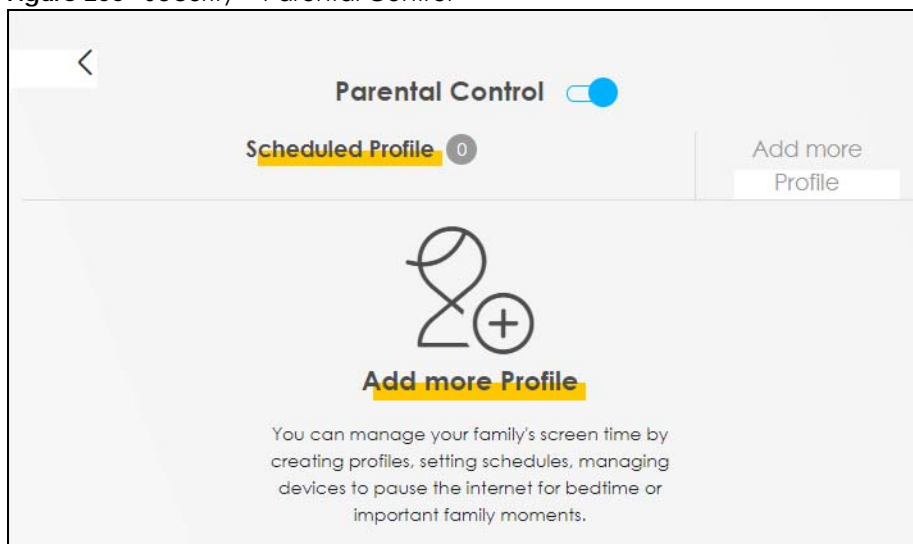 Parental Control
Scheduled Profile 0
Add more
Profile
Add more Profile
You can manage your family's screen time by
creating profiles, setting schedules, managing
devices to pause the internet for bedtime or
important family moments.